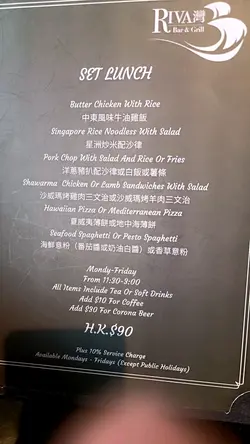 RIVA灣
Bar & Grill
SET LUNCH
Butter Chicken With Rice
中東風味牛油雞飯
Singapore Rice Noodless With Salad
星洲炒米配沙律
Pork Chop With Salad And Rice Or Fries
洋蔥豬扒配沙律或白飯或薯條
Shawarma Chicken Or Lamb Sandwiches With Salad
沙威瑪雞肉三文治或沙威瑪烤羊肉三文治
Hawaiian Pizza Or Mediterranean Pizza
夏威夷薄餅或地中海薄餅
Seafood Spaghetti Or Pesto Spaghetti
海鮮意粉（番茄醬或奶油白醬）或香草意粉
Mondy-Friday
From 11:30-3:00
All Items Include Tea Or Soft Drinks
Add $10 For Coffee
Add $30 For Corona Beer
H.K.$90
Plus 10% Service Charge
Available Mondays - Fridays (Except Public Holidays)